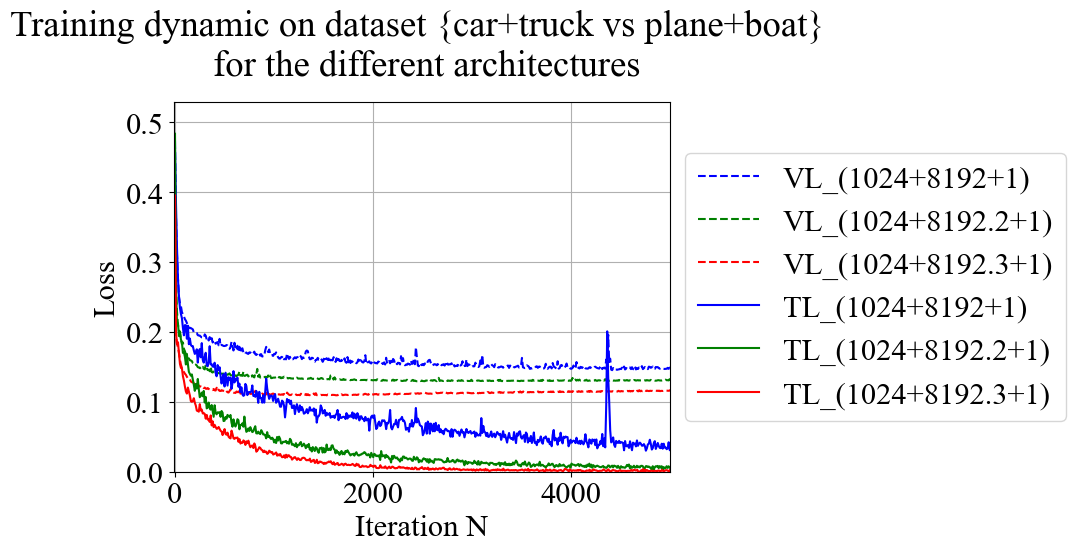 Training dynamic on dataset {car+truck vs plane+boat}
for the different architectures
0.5
0.4
0.3
0.2
0.1
0.0
Loss
0
2000
4000
Iteration N
VL_(1024+8192+1)
VL_(1024+8192.2+1)
VL_(1024+8192.3+1)
TL_(1024+8192+1)
TL_(1024+8192.2+1)
TL_(1024+8192.3+1)